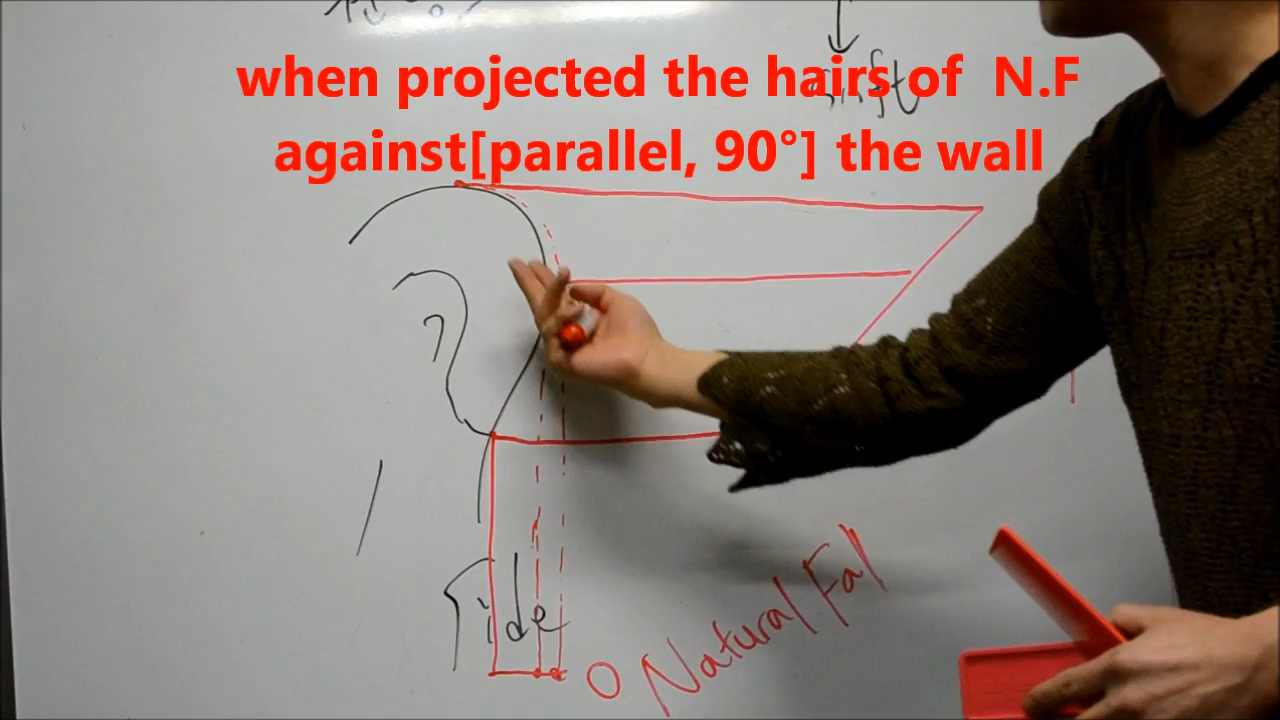 when projected the hairs of N.F
against[parallel, 90°] the wall
Side
0 Natural Fal